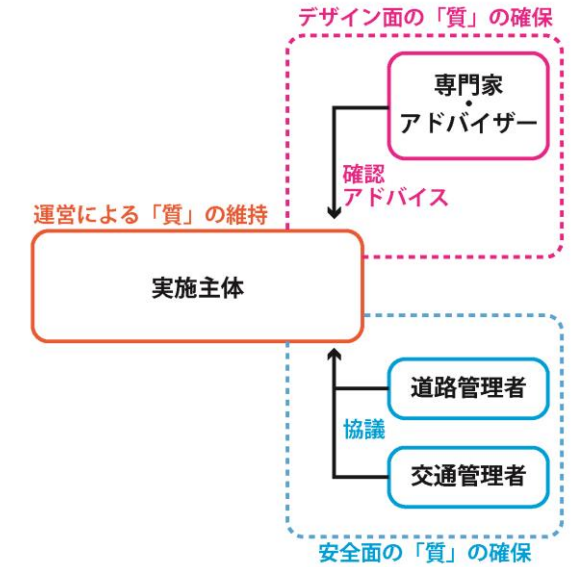 デザイン面の「質」の確保
専門家
・
アドバイザー
確認
アドバイス
運営による「質」の維持
実施主体
道路管理者
協議
交通管理者
安全面の「質」の確保